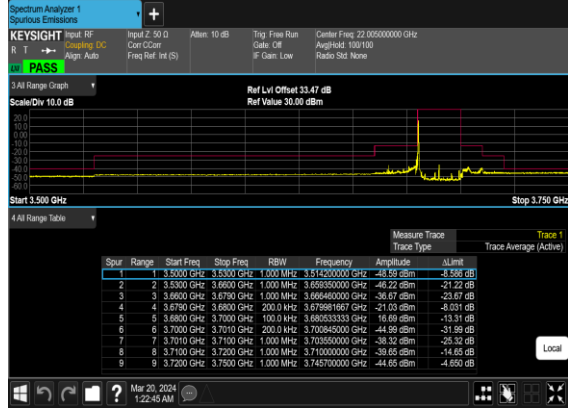 Spectrum Analyzer 1
Spurious Emissions
KEYSIGHT Input: RF Input Z: 50 Ω Atten: 10 dB Trig: Free Run Center Freq: 22.005000000 GHz
R T Coupling: DC Corr CCorr Gate: Off Avg|Hold: 100/100
Align: Auto Freq Ref: Int (S) IF Gain: Low Radio Std: None
PASS
3 All Range Graph
Ref Lvl Offset 33.47 dB
Scale/Div 10.0 dB Ref Value 30.00 dBm
20.0
10.0
0.00
-10.0
-20.0
-30.0
-40.0
-50.0
-60.0
Start 3.500 GHz Stop 3.750 GHz
4 All Range Table
Measure Trace Trace 1
Trace Type Trace Average (Active)
Spur Range Start Freq Stop Freq RBW Frequency Amplitude ΔLimit
1 1 3.5000 GHz 3.5300 GHz 1.000 MHz 3.514200000 GHz -48.59 dBm -8.586 dB
2 2 3.5300 GHz 3.6600 GHz 1.000 MHz 3.659350000 GHz -46.22 dBm -21.22 dB
3 3 3.6600 GHz 3.6790 GHz 1.000 MHz 3.666460000 GHz -36.67 dBm -23.67 dB
4 4 3.6790 GHz 3.6800 GHz 200.0 kHz 3.679981667 GHz -21.03 dBm -8.031 dB
5 5 3.6800 GHz 3.7000 GHz 100.0 kHz 3.680533333 GHz 16.69 dBm -13.31 dB
6 6 3.7000 GHz 3.7010 GHz 200.0 kHz 3.700845000 GHz -44.99 dBm -31.99 dB
7 7 3.7010 GHz 3.7100 GHz 1.000 MHz 3.703550000 GHz -38.32 dBm -25.32 dB
8 8 3.7100 GHz 3.7200 GHz 1.000 MHz 3.710000000 GHz -39.65 dBm -14.65 dB
9 9 3.7200 GHz 3.7500 GHz 1.000 MHz 3.745700000 GHz -44.65 dBm -4.650 dB
Local
Mar 20, 2024
1:22:45 AM